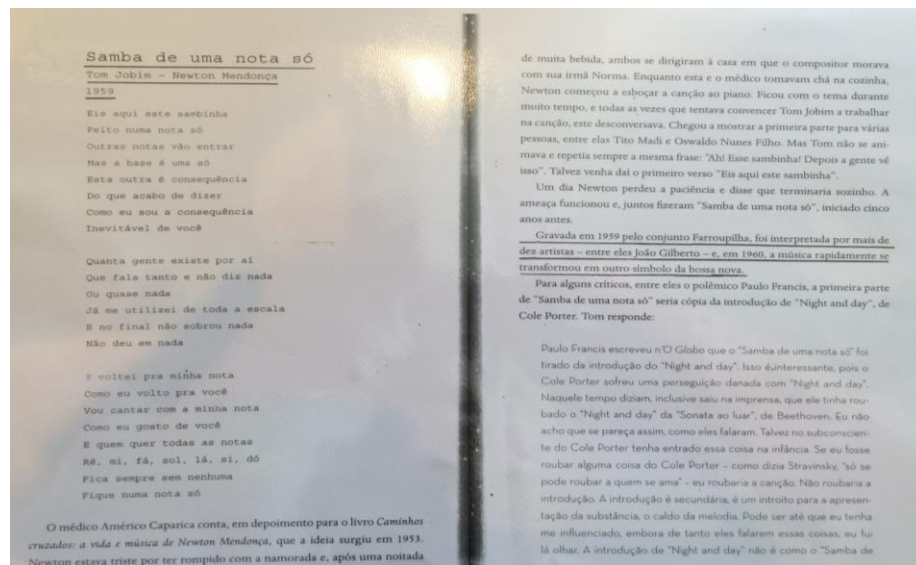 Samba de uma nota só
Tom Jobim – Newton Mendonça
1959
Eis aqui este sambinha
Feito numa nota só
Outras notas vão entrar
Mas a base é uma só
Esta outra é consequência
Do que acabo de dizer
Como eu sou a consequência
Inevitável de você
Quanta gente existe por aí
Que fala tanto e não diz nada
Ou quase nada
Já me utilizei de toda a escala
E no final não sobrou nada
Não deu em nada
E voltei pra minha nota
Como eu volto pra você
Vou cantar com a minha nota
Como eu gosto de você
E quem quer todas as notas
Ré, mi, fá, sol, lá, si, dó
Fica sempre sem nenhuma
Fique numa nota só
O médico Américo Caparica conta, em depoimento para o livro Caminhos
cruzados: a vida e música de Newton Mendonça, que a ideia surgiu em 1953.
Newton estava triste por ter rompido com a namorada e, após uma noitada
de muita bebida, ambos se dirigiram à casa em que o compositor morava
com sua irmã Norma. Enquanto esta e o médico tomavam chá na cozinha,
Newton começou a esboçar a canção ao piano. Ficou com o tema durante
muito tempo, e todas as vezes que tentava convencer Tom Jobim a trabalhar
na canção, este desconversava. Chegou a mostrar a primeira parte para várias
pessoas, entre elas Tito Madi e Oswaldo Nunes Filho. Mas Tom não se ani-
mava e repetia sempre a mesma frase: "Ah! Esse sambinha! Depois a gente vê
isso". Talvez venha daí o primeiro verso "Eis aqui este sambinha".
Um dia Newton perdeu a paciência e disse que terminaria sozinho. A
ameaça funcionou e, juntos fizeram "Samba de uma nota só", iniciado cinco
anos antes.
Gravada em 1959 pelo conjunto Farroupilha, foi interpretada por mais de
dez artistas – entre eles João Gilberto – e, em 1960, a música rapidamente se
transformou em outro símbolo da bossa nova.
Para alguns críticos, entre eles o polêmico Paulo Francis, a primeira parte
de "Samba de uma nota só" seria cópia da introdução de "Night and day", de
Cole Porter. Tom responde:
Paulo Francis escreveu n'O Globo que o "Samba de uma nota só" foi
tirado da introdução do "Night and day". Isso é interessante, pois o
Cole Porter sofreu uma perseguição danada com "Night and day".
Naquele tempo diziam, inclusive saiu na imprensa, que ele tinha rou-
bado o "Night and day" da "Sonata ao luar", de Beethoven. Eu não
acho que se pareça assim, como eles falaram. Talvez no subconscien-
te do Cole Porter tenha entrado essa coisa na infância. Se eu fosse
roubar alguma coisa do Cole Porter – como dizia Stravinsky, "só se
pode roubar a quem se ama" – eu roubaria a canção. Não roubaria a
introdução. A introdução é secundária, é um introito para a apresen-
tação da substância, o caldo da melodia. Pode ser até que eu tenha
me influenciado, embora de tanto eles falarem essas coisas, eu fui
lá olhar. A introdução de "Night and day" não é como o "Samba de